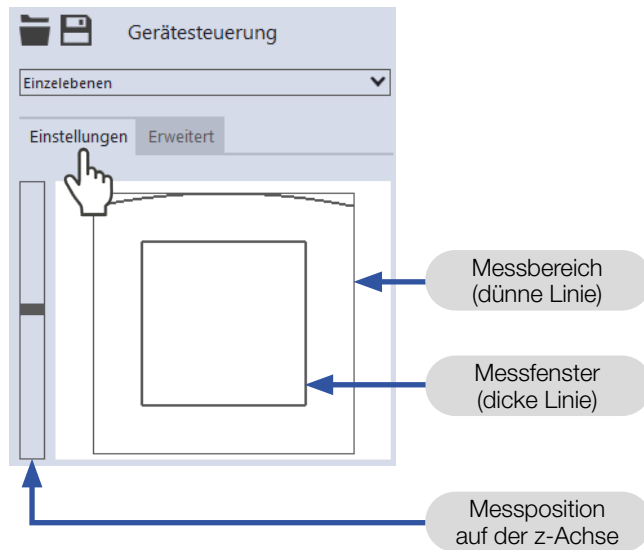 Gerätesteuerung
Einzelebenen
Einstellungen Erweitert
Messbereich
(dünne Linie)
Messfenster
(dicke Linie)
Messposition
auf der z-Achse